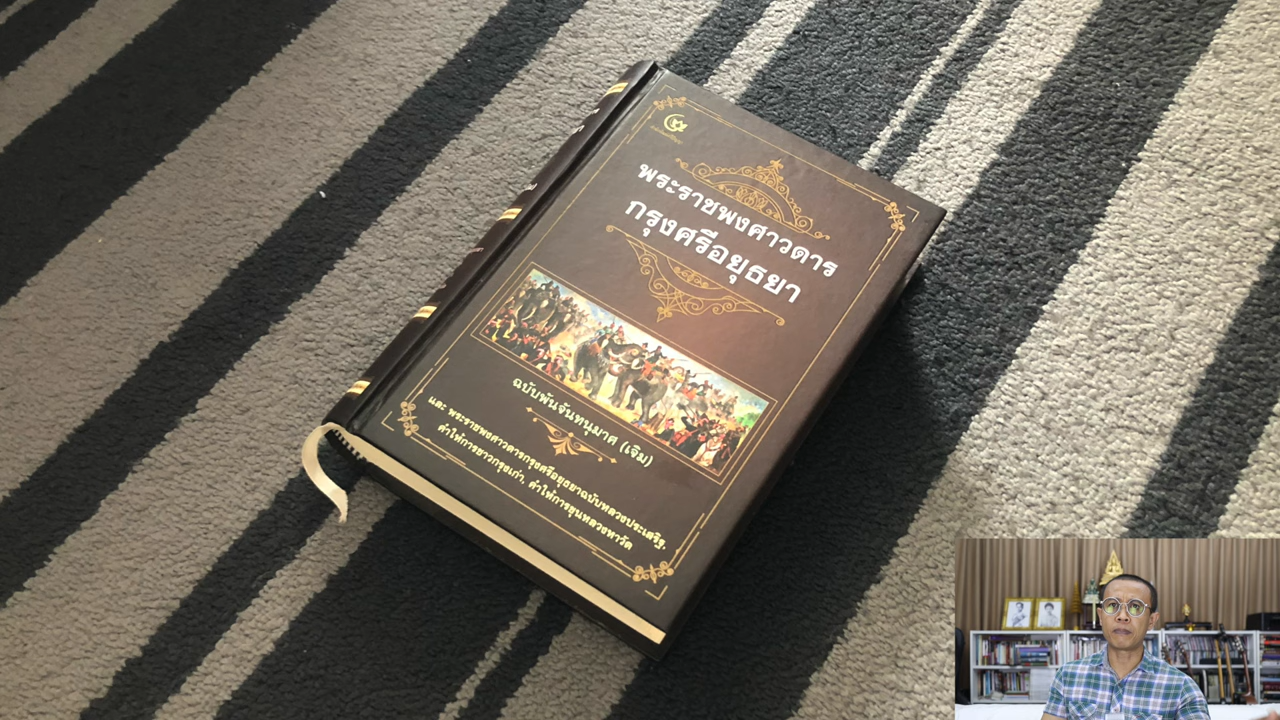 พระราชพงศาวดาร
กรุงศรีอยุธยา
ฉบับพันจันทนุมาศ (เจิม)
และ พระราชพงศาวดารกรุงศรีอยุธยาฉบับหลวงประเสริฐ,
คำให้การชาวกรุงเก่า, คำให้การขุนหลวงหาวัด